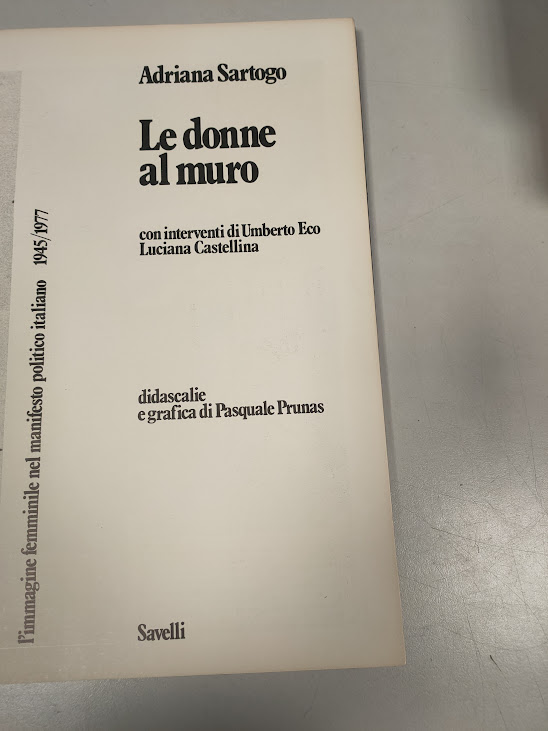 Adriana Sartogo
Le donne
al muro
con interventi di Umberto Eco
Luciana Castellina
l'immagine femminile nel manifesto politico italiano 1945/1977
didascalie
e grafica di Pasquale Prunas
Savelli